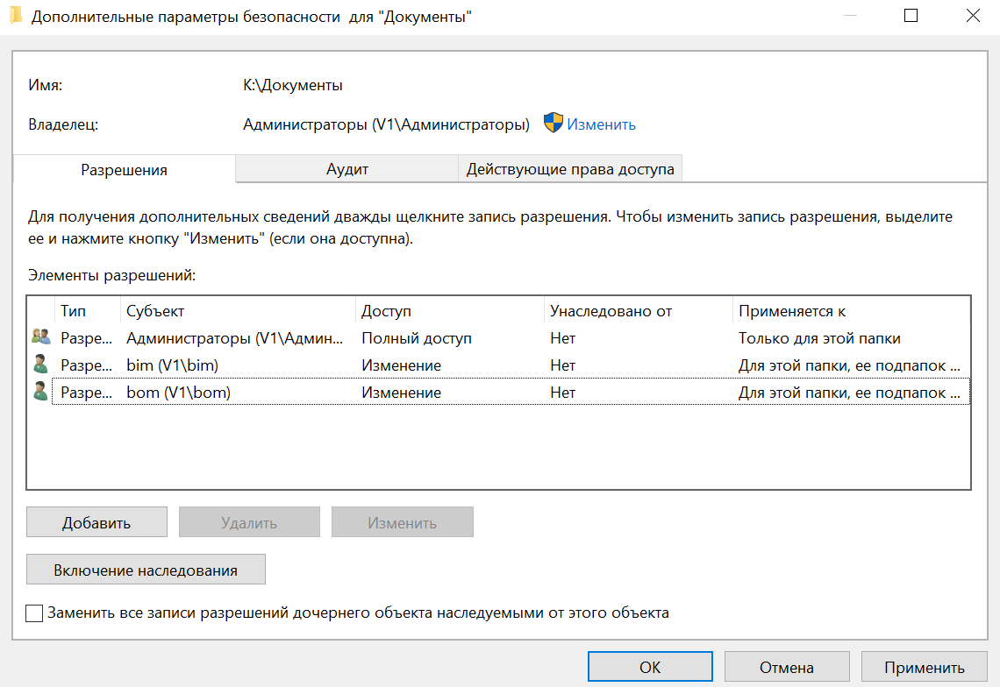 Дополнительные параметры безопасности  для "Документы"
Имя: K:\Документы
Владелец: Администраторы (V1\Администраторы) Изменить
Разрешения Аудит Действующие права доступа
Для получения дополнительных сведений дважды щелкните запись разрешения. Чтобы изменить запись разрешения, выделите
ее и нажмите кнопку "Изменить" (если она доступна).
Элементы разрешений:
Тип Субъект Доступ Унаследовано от Применяется к
Разре... Администраторы (V1\Админ... Полный доступ Нет Только для этой папки
Разре... bim (V1\bim) Изменение Нет Для этой папки, ее подпапок ...
Разре... bom (V1\bom) Изменение Нет Для этой папки, ее подпапок ...
Добавить Удалить Изменить
Включение наследования
Заменить все записи разрешений дочернего объекта наследуемыми от этого объекта
ОК Отмена Применить